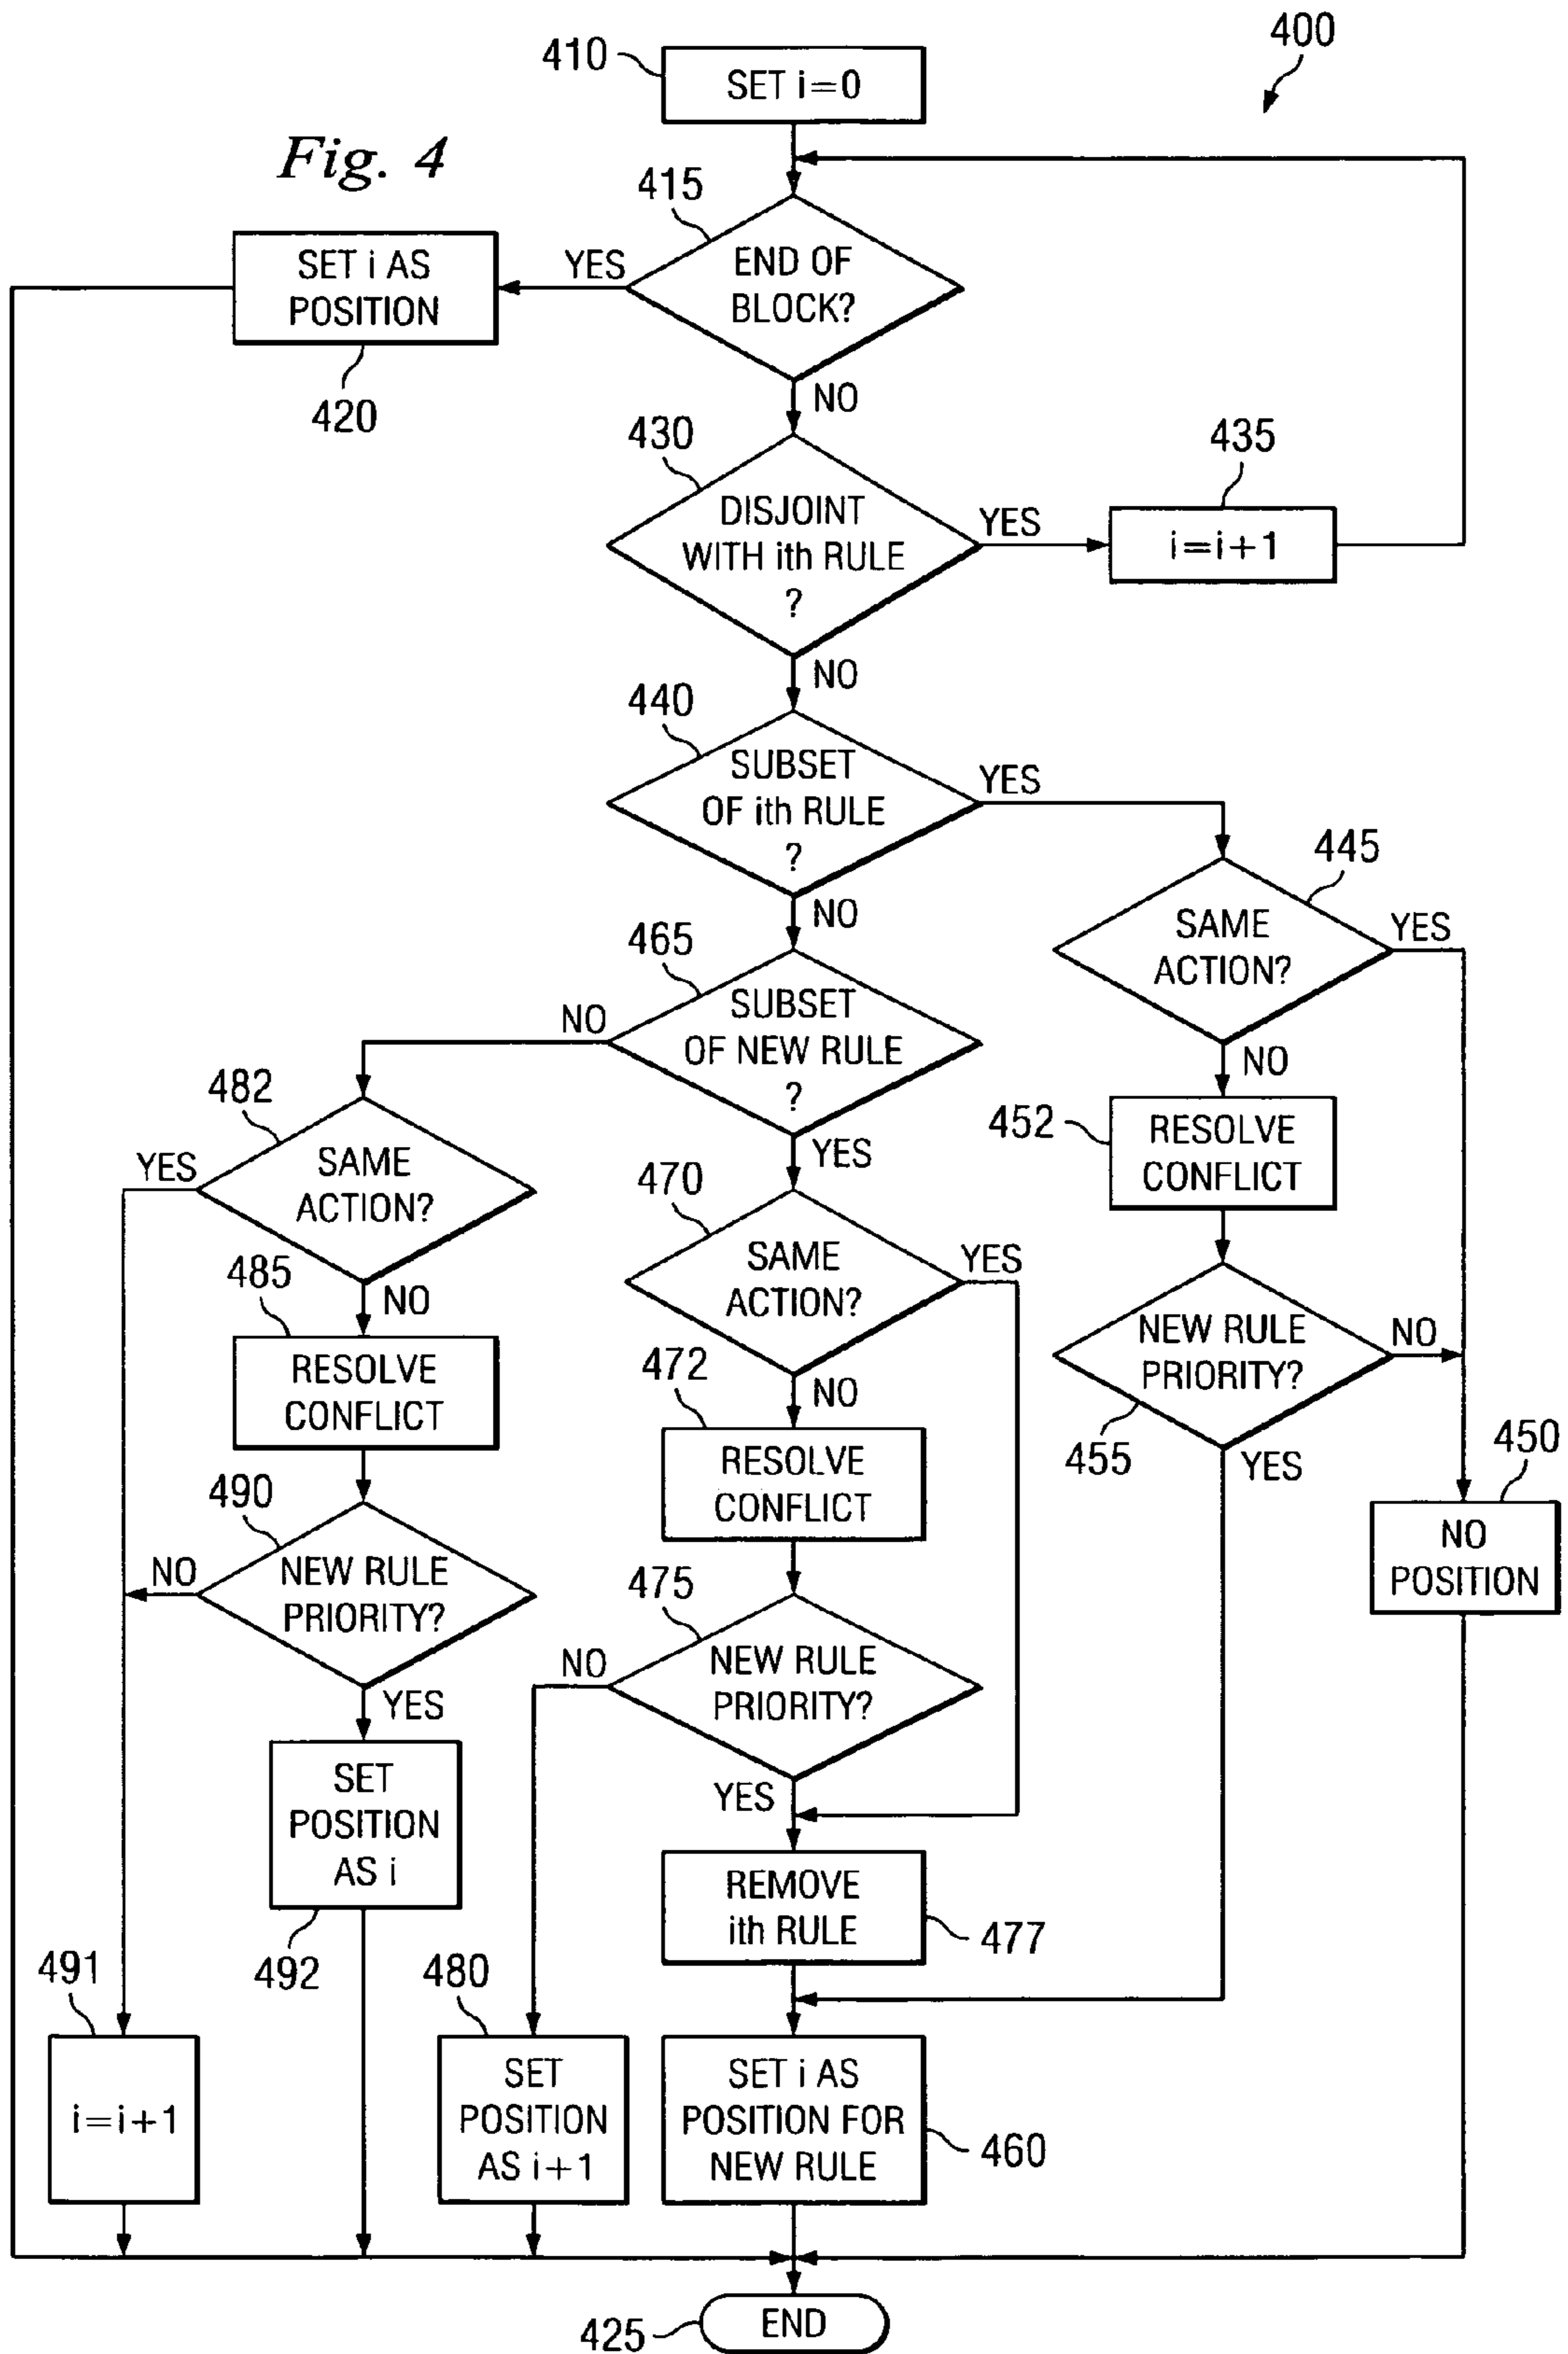 400
410
SET i=0
Fig. 4
415
END OF
BLOCK?
YES
SET i AS
POSITION
420
NO
430
DISJOINT
WITH ith RULE
?
YES
435
i=i+1
NO
440
SUBSET
OF ith RULE
?
YES
445
SAME
ACTION?
YES
NO
465
SUBSET
OF NEW RULE
?
NO
NO
452
RESOLVE
CONFLICT
482
SAME
ACTION?
YES
YES
470
SAME
ACTION?
YES
485
NO
RESOLVE
CONFLICT
472
NO
RESOLVE
CONFLICT
NEW RULE
PRIORITY?
NO
455
YES
450
NO
POSITION
490
NEW RULE
PRIORITY?
NO
YES
475
NEW RULE
PRIORITY?
NO
YES
SET
POSITION
AS i
492
REMOVE
ith RULE
477
491
i=i+1
480
SET
POSITION
AS i+1
SET i AS
POSITION FOR
NEW RULE
460
425
END